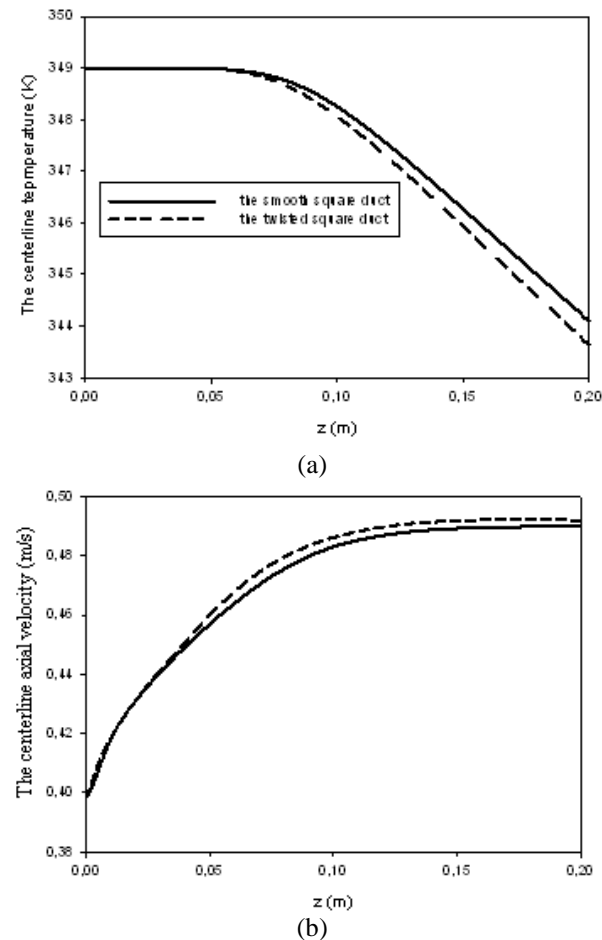 350
349
348
347
346
345
344
343
The centerline tepmperature (K)
the smooth square duct
the twisted square duct
0,00 0,05 0,10 0,15 0,20
z (m)
(a)
0,50
0,48
0,46
0,44
0,42
0,40
0,38
The centerline axial velocity (m/s)
0,00 0,05 0,10 0,15 0,20
z (m)
(b)